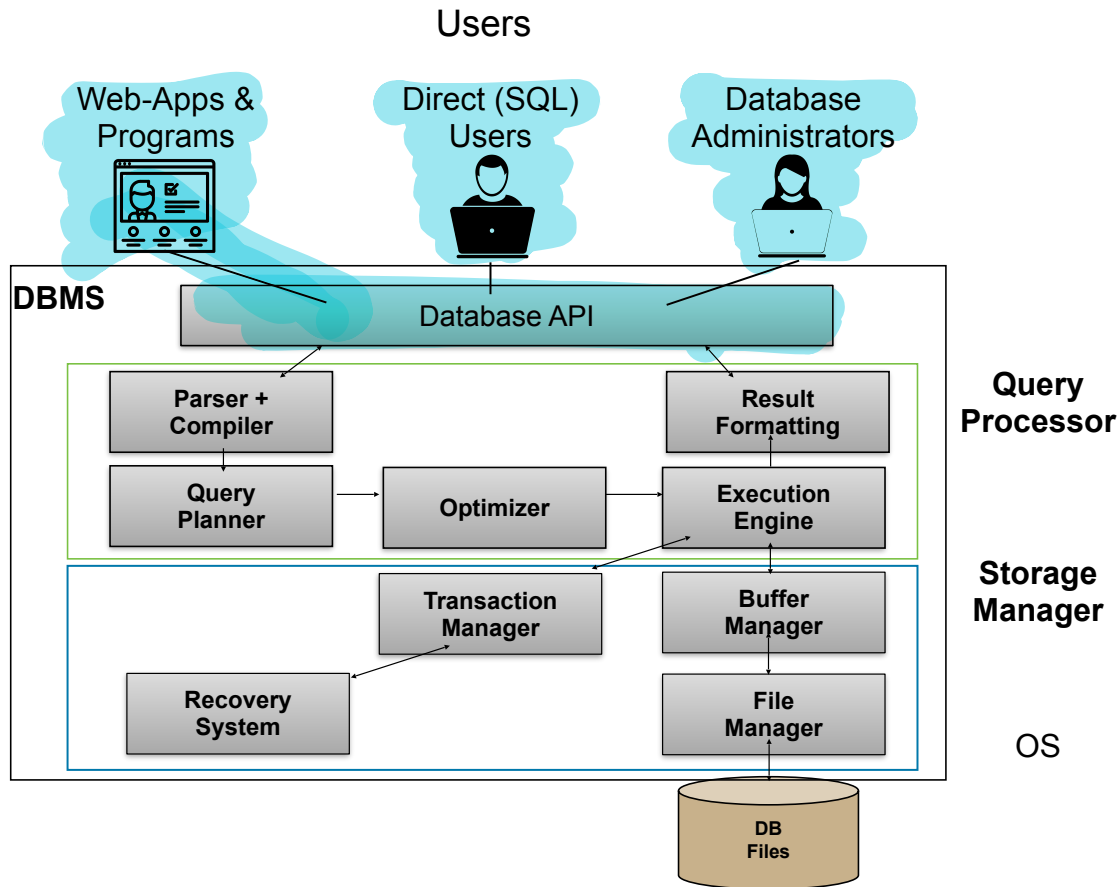 Users
Web-Apps &
Programs
Direct (SQL)
Users
Database
Administrators
DBMS
Database API
Parser +
Compiler
Result
Formatting
Query
Processor
Query
Planner
Optimizer
Execution
Engine
Storage
Manager
Transaction
Manager
Buffer
Manager
Recovery
System
File
Manager
OS
DB
Files